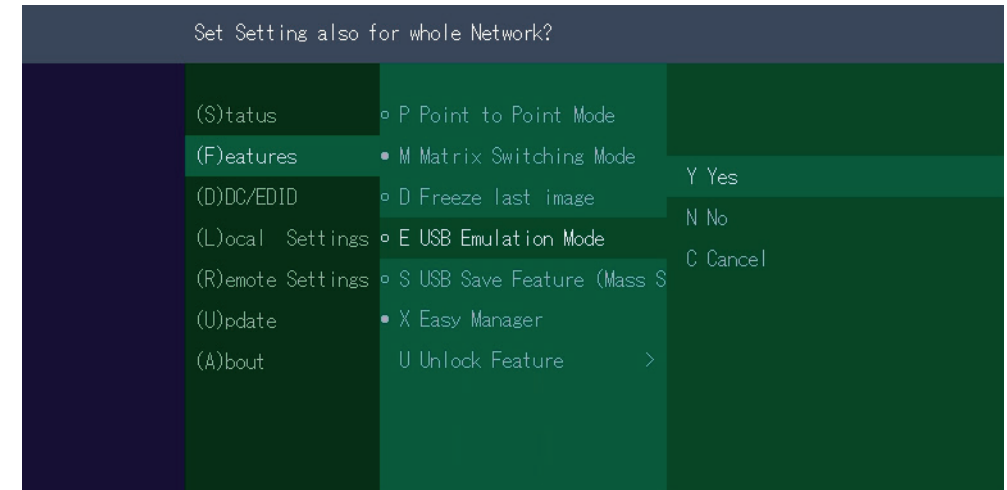 Set Setting also for whole Network?
(S)tatus
(F)eatures
(D)DC/EDID
(L)ocal Settings
(R)emote Settings
(U)pdate
(A)bout
P Point to Point Mode
M Matrix Switching Mode
D Freeze last image
E USB Emulation Mode
S USB Save Feature (Mass S
X Easy Manager
U Unlock Feature >
Y Yes
N No
C Cancel